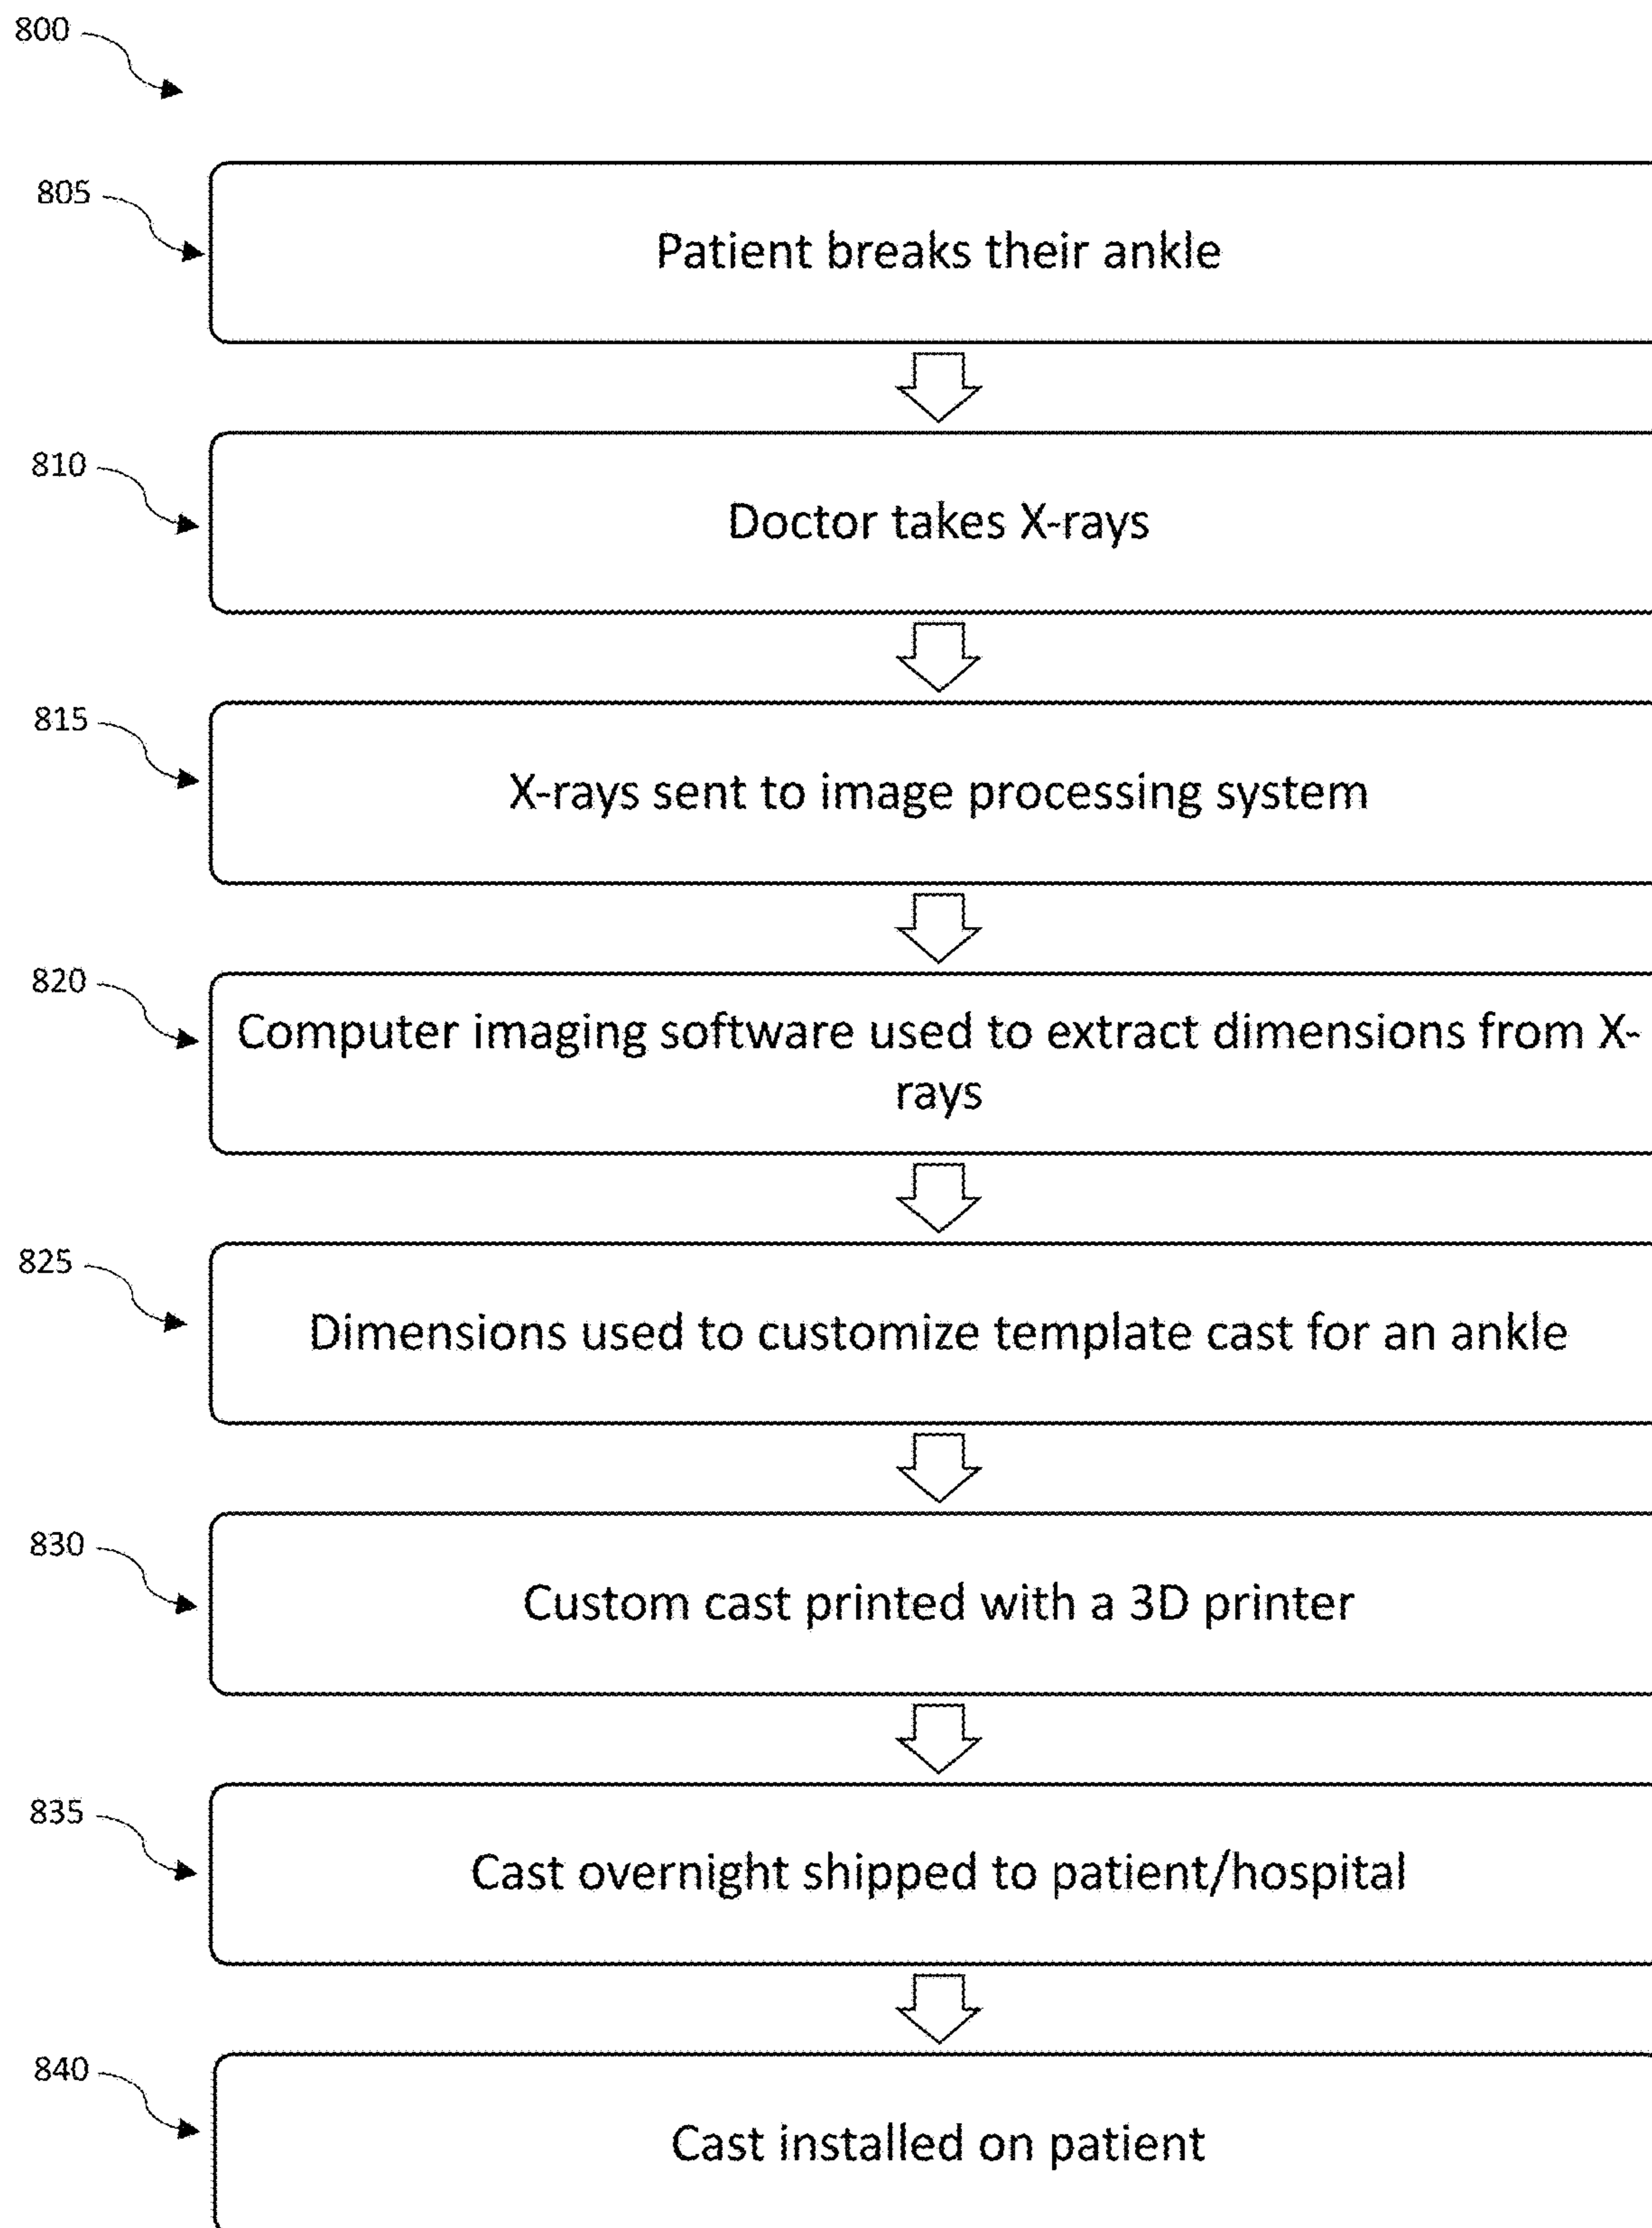 800
805
Patient breaks their ankle
810
Doctor takes X-rays
815
X-rays sent to image processing system
820
Computer imaging software used to extract dimensions from X-
rays
825
Dimensions used to customize template cast for an ankle
830
Custom cast printed with a 3D printer
835
Cast overnight shipped to patient/hospital
840
Cast installed on patient